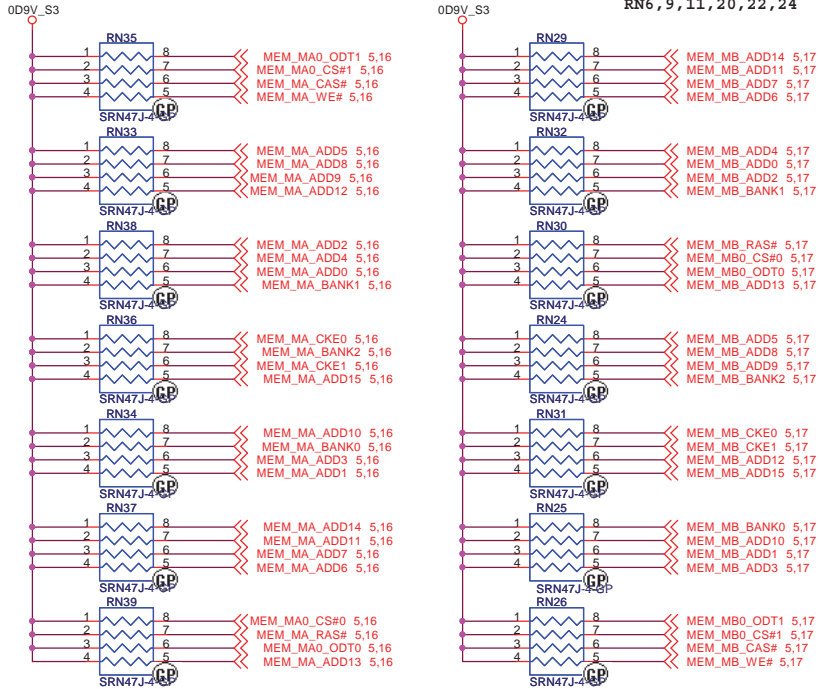 0D9V_S3
RN35
1 8 MEM_MA0_ODT1 5,16
2 7 MEM_MA0_CS#1 5,16
3 6 MEM_MA_CAS# 5,16
4 5 MEM_MA_WE# 5,16
GP
SRN47J-4-GP
RN33
1 8 MEM_MA_ADD5 5,16
2 7 MEM_MA_ADD8 5,16
3 6 MEM_MA_ADD9 5,16
4 5 MEM_MA_ADD12 5,16
GP
SRN47J-4-GP
RN38
1 8 MEM_MA_ADD2 5,16
2 7 MEM_MA_ADD4 5,16
3 6 MEM_MA_ADD0 5,16
4 5 MEM_MA_BANK1 5,16
GP
SRN47J-4-GP
RN36
1 8 MEM_MA_CKE0 5,16
2 7 MEM_MA_BANK2 5,16
3 6 MEM_MA_CKE1 5,16
4 5 MEM_MA_ADD15 5,16
GP
SRN47J-4-GP
RN34
1 8 MEM_MA_ADD10 5,16
2 7 MEM_MA_BANK0 5,16
3 6 MEM_MA_ADD3 5,16
4 5 MEM_MA_ADD1 5,16
GP
SRN47J-4-GP
RN37
1 8 MEM_MA_ADD14 5,16
2 7 MEM_MA_ADD11 5,16
3 6 MEM_MA_ADD7 5,16
4 5 MEM_MA_ADD6 5,16
GP
SRN47J-4-GP
RN39
1 8 MEM_MA0_CS#0 5,16
2 7 MEM_MA_RAS# 5,16
3 6 MEM_MA0_ODT0 5,16
4 5 MEM_MA_ADD13 5,16
GP
SRN47J-4-GP
RN6,9,11,20,22,24
0D9V_S3
RN29
1 8 MEM_MB_ADD14 5,17
2 7 MEM_MB_ADD11 5,17
3 6 MEM_MB_ADD7 5,17
4 5 MEM_MB_ADD6 5,17
GP
SRN47J-4-GP
RN32
1 8 MEM_MB_ADD4 5,17
2 7 MEM_MB_ADD0 5,17
3 6 MEM_MB_ADD2 5,17
4 5 MEM_MB_BANK1 5,17
GP
SRN47J-4-GP
RN30
1 8 MEM_MB_RAS# 5,17
2 7 MEM_MB0_CS#0 5,17
3 6 MEM_MB0_ODT0 5,17
4 5 MEM_MB_ADD13 5,17
GP
SRN47J-4-GP
RN24
1 8 MEM_MB_ADD5 5,17
2 7 MEM_MB_ADD8 5,17
3 6 MEM_MB_ADD9 5,17
4 5 MEM_MB_BANK2 5,17
GP
SRN47J-4-GP
RN31
1 8 MEM_MB_CKE0 5,17
2 7 MEM_MB_CKE1 5,17
3 6 MEM_MB_ADD12 5,17
4 5 MEM_MB_ADD15 5,17
GP
SRN47J-4-GP
RN25
1 8 MEM_MB_BANK0 5,17
2 7 MEM_MB_ADD10 5,17
3 6 MEM_MB_ADD1 5,17
4 5 MEM_MB_ADD3 5,17
GP
SRN47J-4-GP
RN26
1 8 MEM_MB0_ODT1 5,17
2 7 MEM_MB0_CS#1 5,17
3 6 MEM_MB_CAS# 5,17
4 5 MEM_MB_WE# 5,17
GP
SRN47J-4-GP